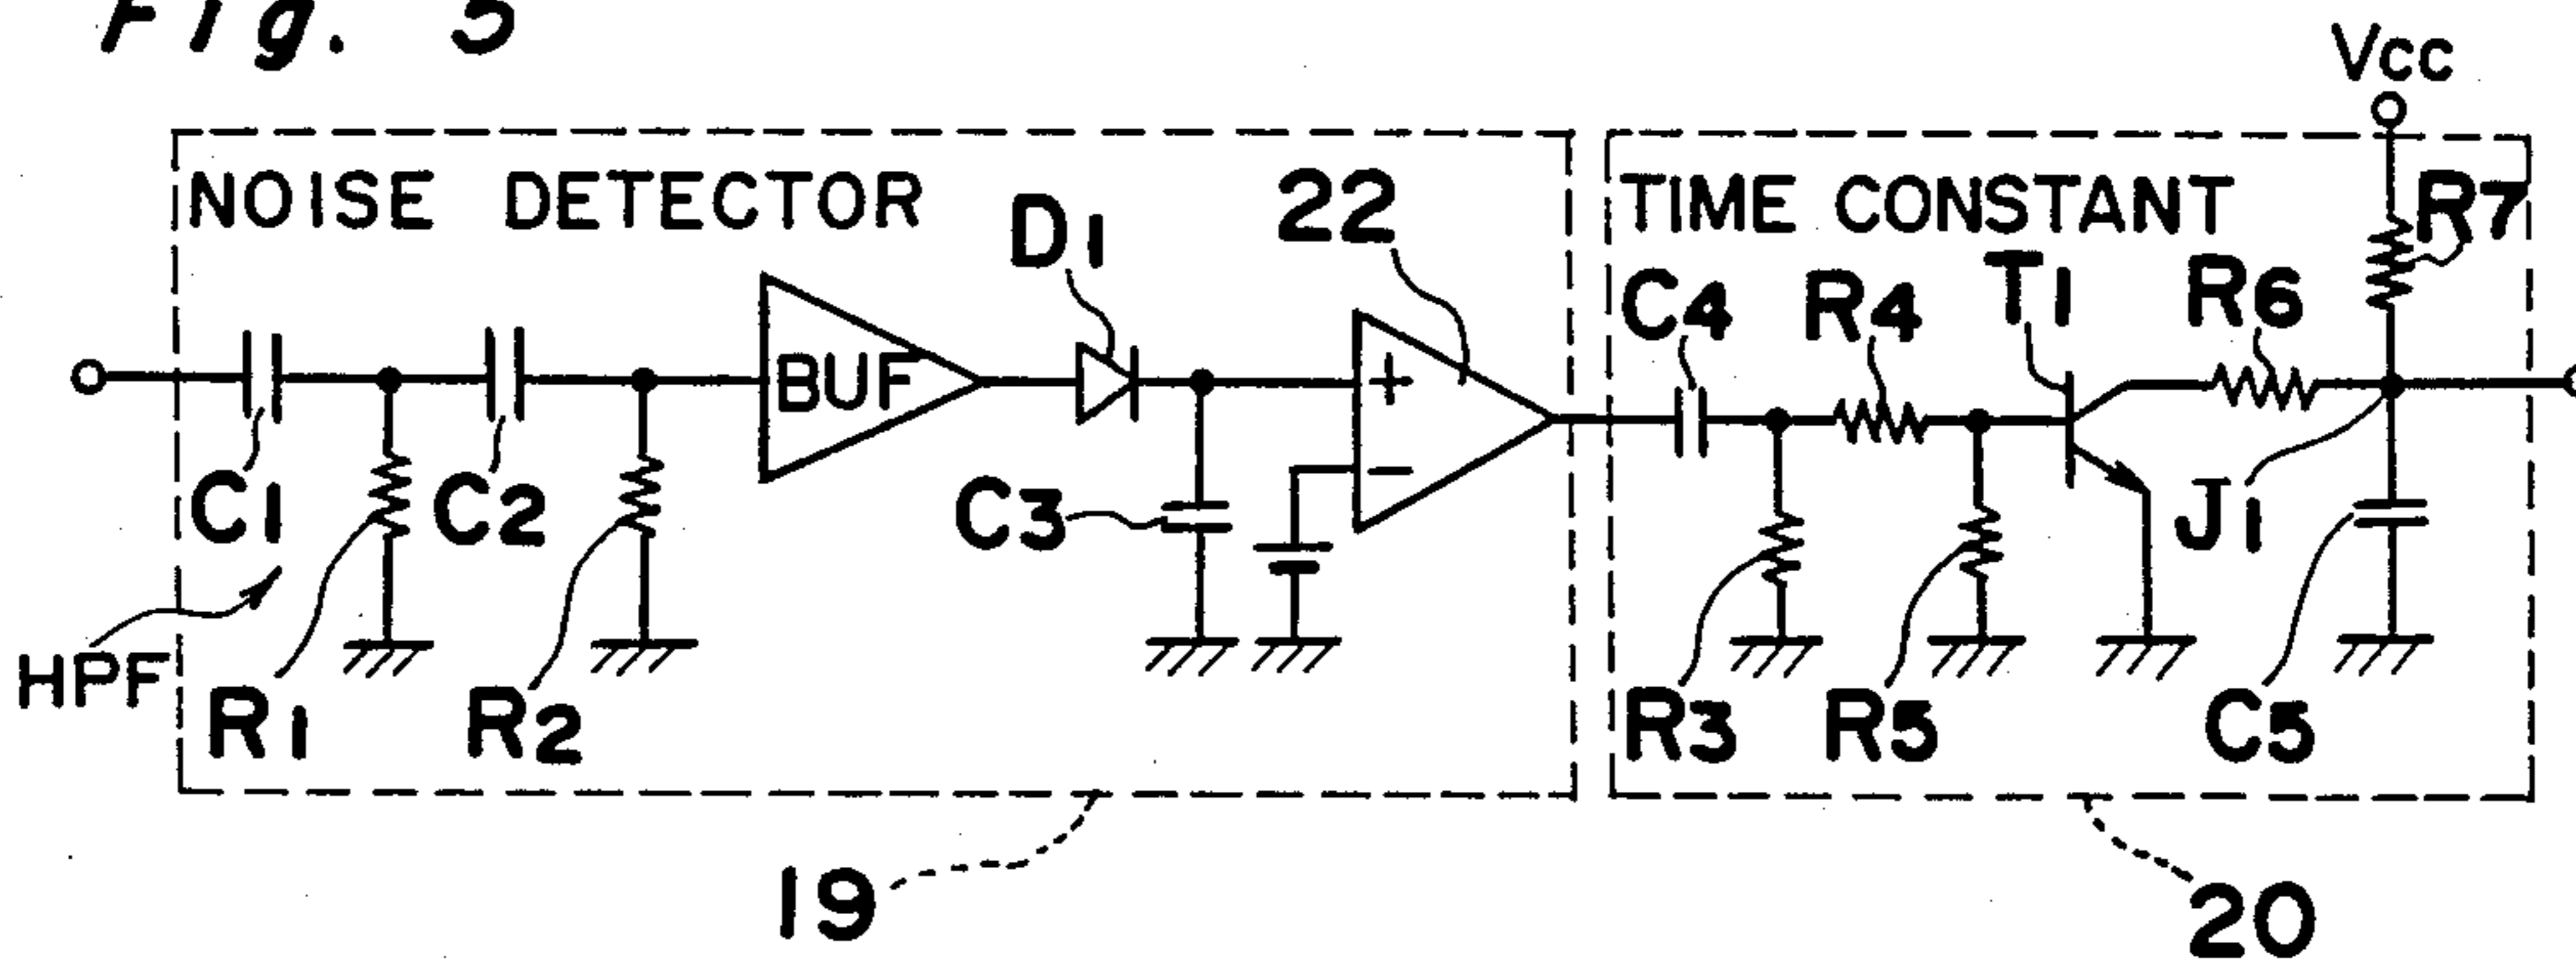 Fig. 5
Vcc
NOISE DETECTOR
TIME CONSTANT
D1
22
R7
C4
R4
T1
R6
BUF
+
−
C1
C2
C3
J1
HPF
R1
R2
R3
R5
C5
19
20